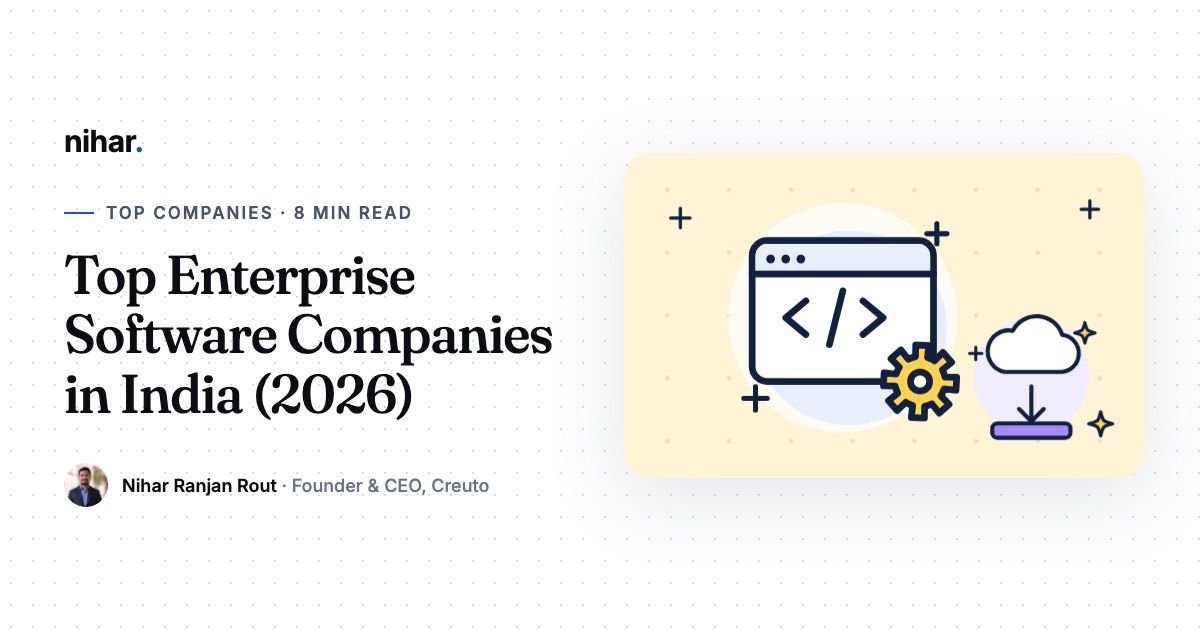 nihar.
TOP COMPANIES · 8 MIN READ
Top Enterprise
Software Companies
in India (2026)
Nihar Ranjan Rout · Founder & CEO, Creuto
</>